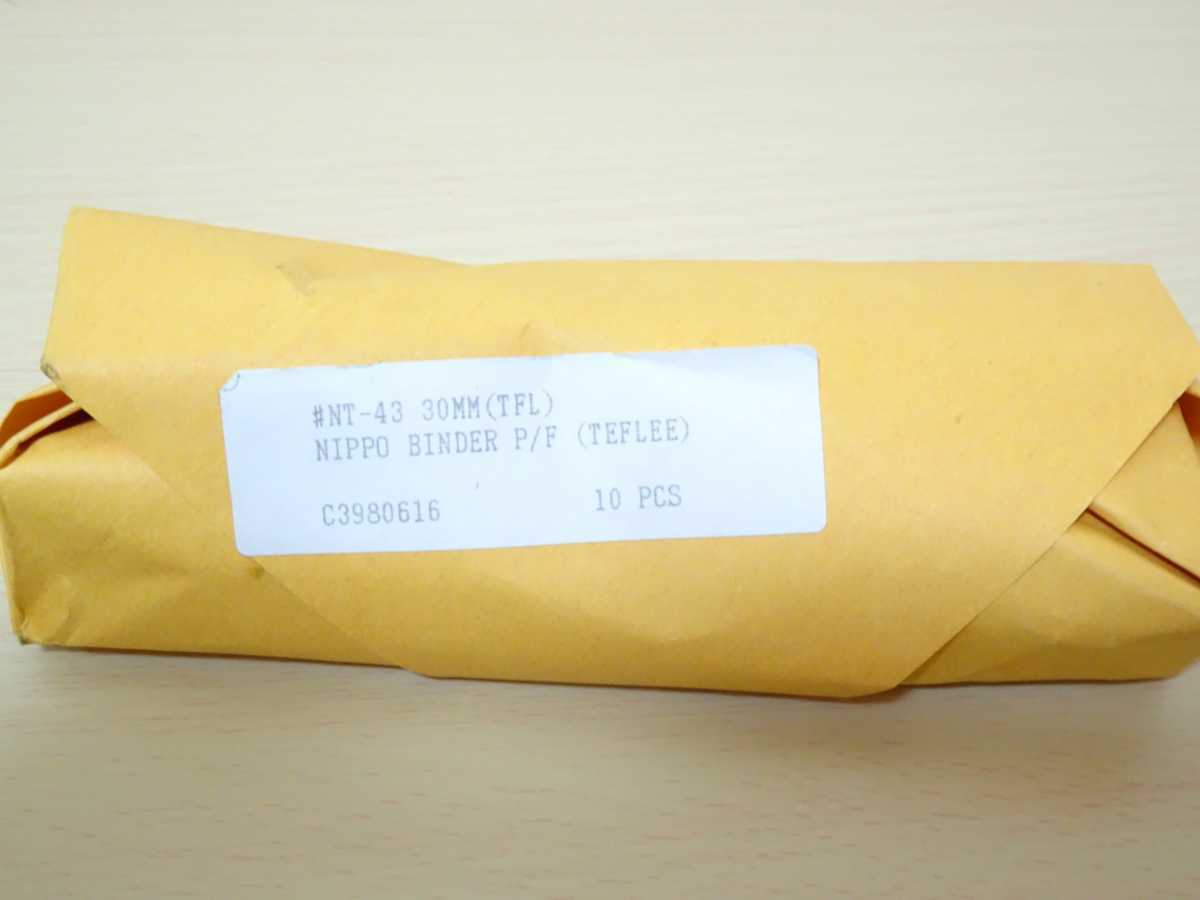 #NT-43 30MM(TFL)
NIPPO BINDER P/F (TEFLEE)
C3980616 10 PCS